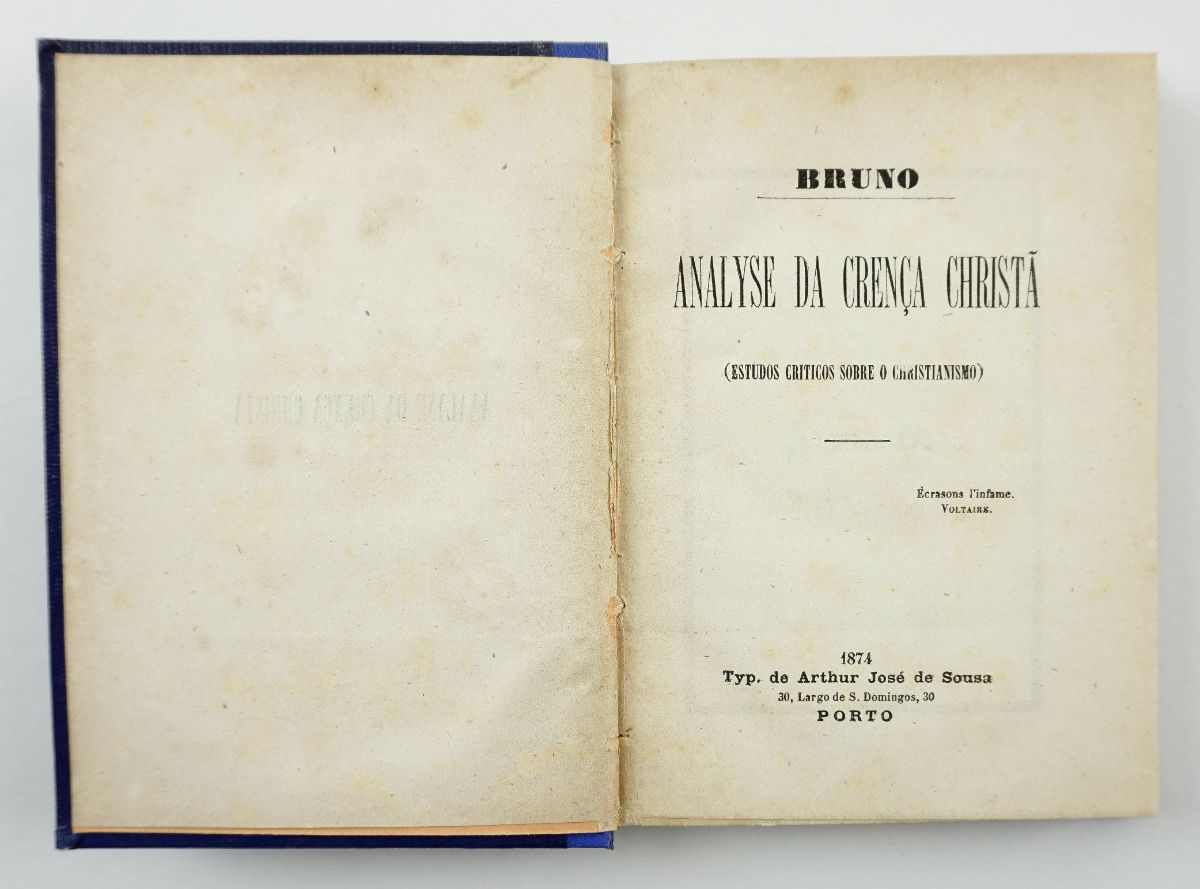 BRUNO
ANALYSE DA CRENÇA CHRISTÃ
(ESTUDOS CRITICOS SOBRE O CHRISTIANISMO)
Écrasons l'infame.
VOLTAIRE.
1874
Typ. de Arthur José de Sousa
30, Largo de S. Domingos, 30
PORTO